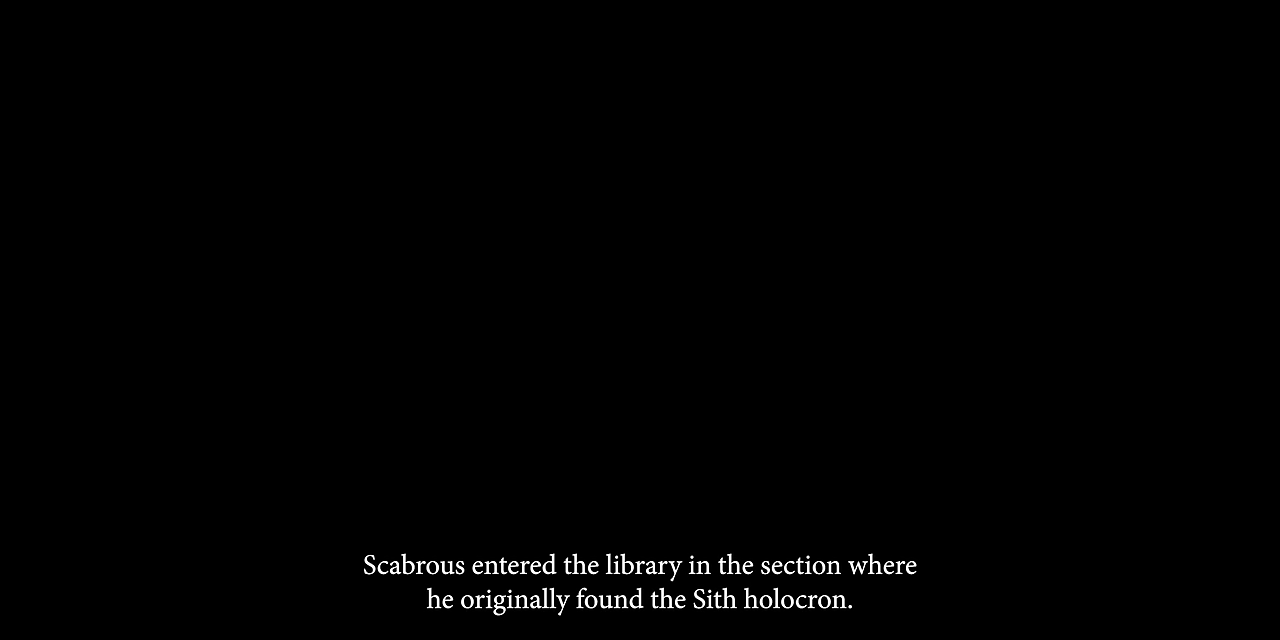 Scabrous entered the library in the section where
he originally found the Sith holocron.